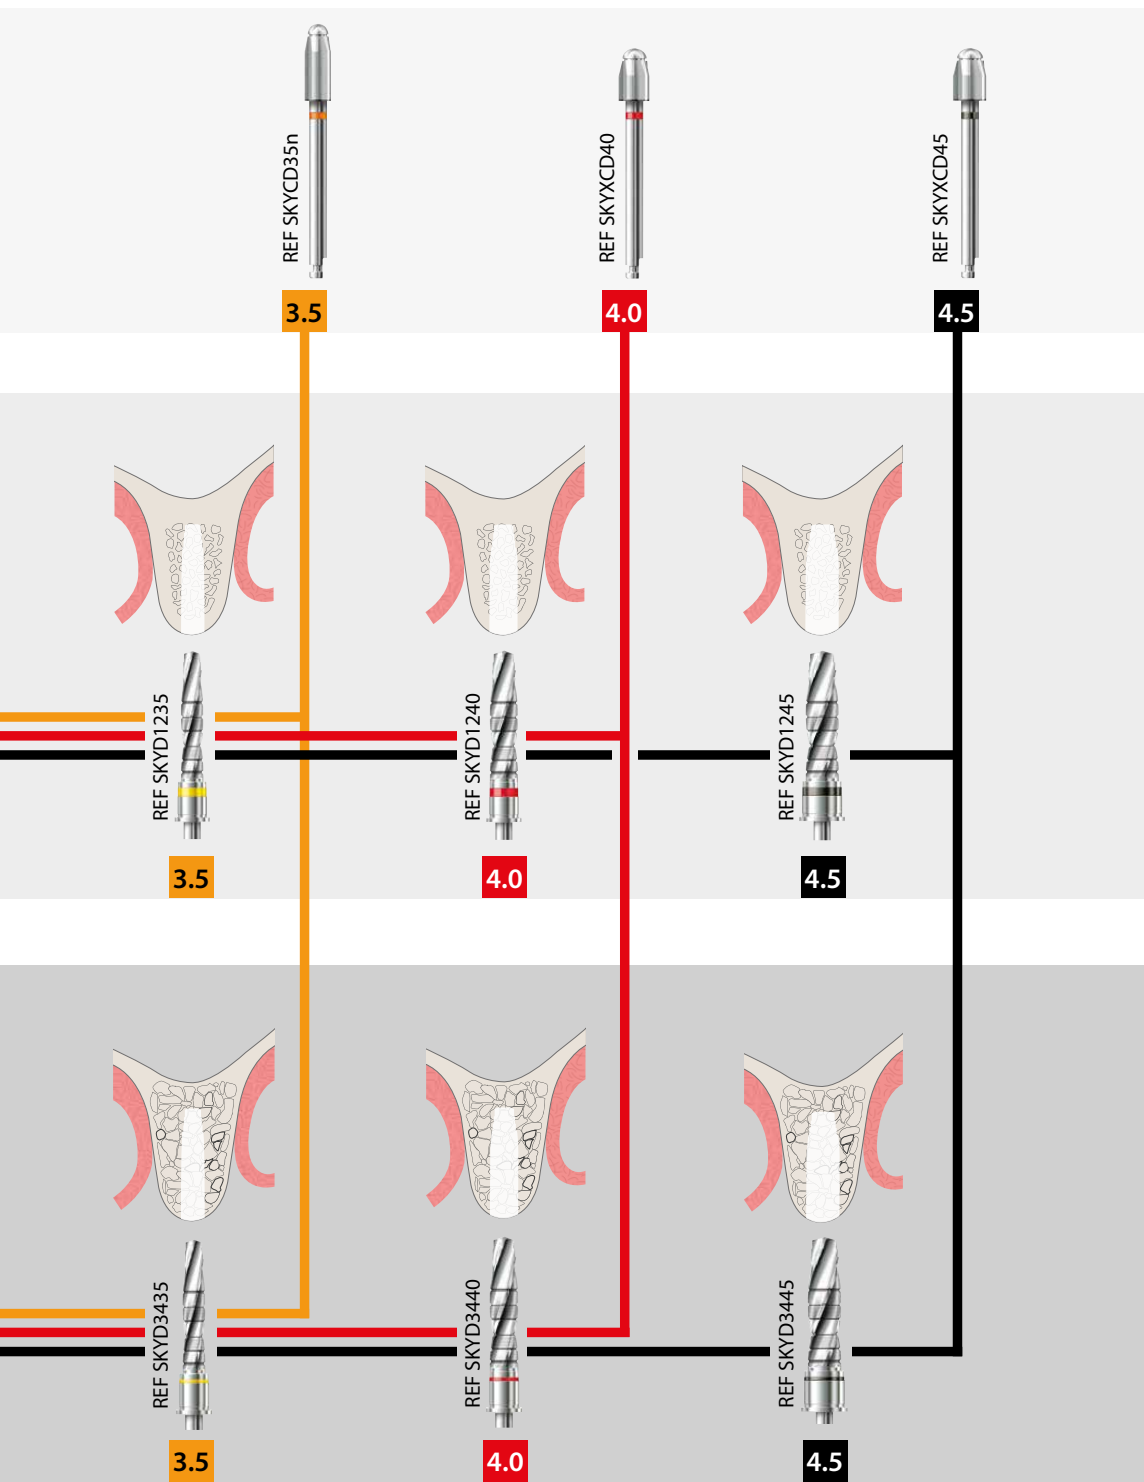 REF SKYCD35n
REF SKYXCD40
REF SKYXCD45
3.5
4.0
4.5
REF SKYD1235
REF SKYD1240
REF SKYD1245
3.5
4.0
4.5
REF SKYD3435
REF SKYD3440
REF SKYD3445
3.5
4.0
4.5